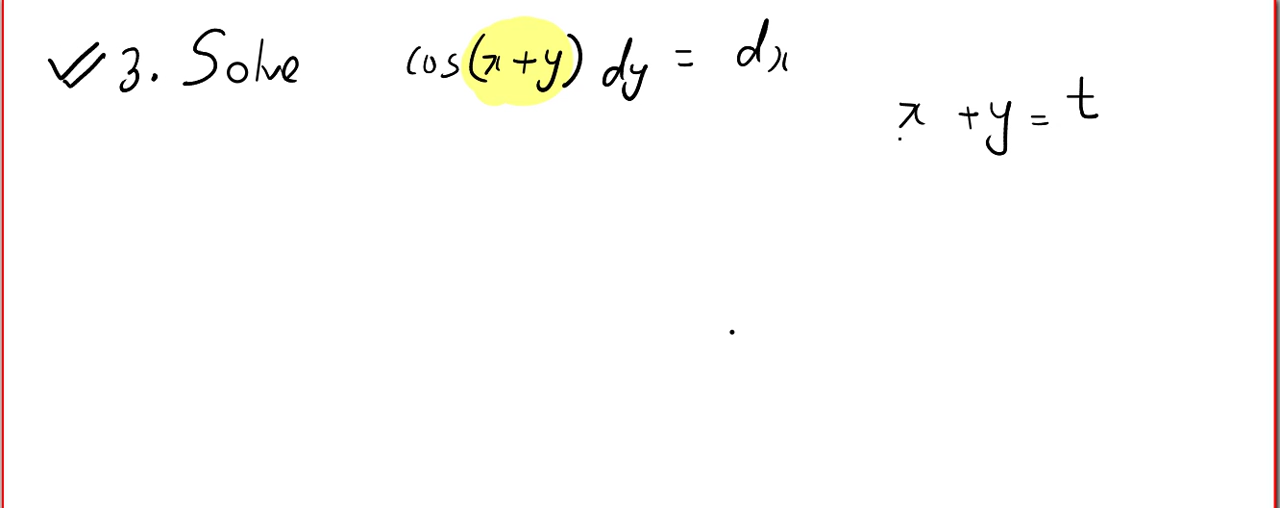 3. Solve cos(x+y) dy = dx
x + y = t